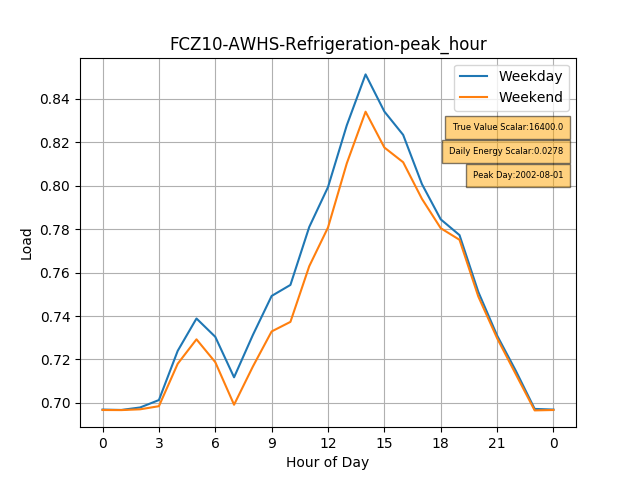 FCZ10-AWHS-Refrigeration-peak_hour
Weekday
Weekend
True Value Scalar:16400.0
Daily Energy Scalar:0.0278
Peak Day:2002-08-01
0.84
0.82
0.80
0.78
0.76
0.74
0.72
0.70
Load
0 3 6 9 12 15 18 21 0
Hour of Day